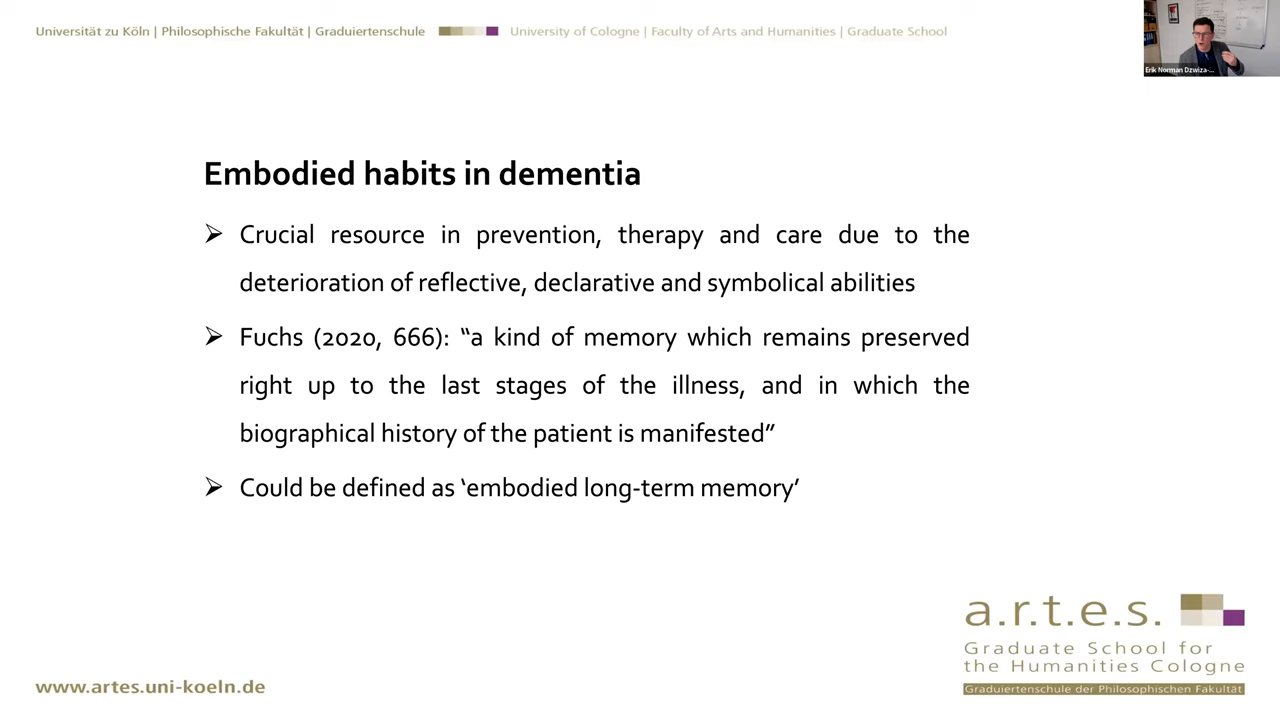 Universität zu Köln | Philosophische Fakultät | Graduiertenschule
University of Cologne | Faculty of Arts and Humanities | Graduate School
Erik Norman Dzwiza-...
Embodied habits in dementia
➢ Crucial resource in prevention, therapy and care due to the
deterioration of reflective, declarative and symbolical abilities
➢ Fuchs (2020, 666): “a kind of memory which remains preserved
right up to the last stages of the illness, and in which the
biographical history of the patient is manifested”
➢ Could be defined as ‘embodied long-term memory’
a.r.t.e.s.
Graduate School for
the Humanities Cologne
Graduiertenschule der Philosophischen Fakultät
www.artes.uni-koeln.de